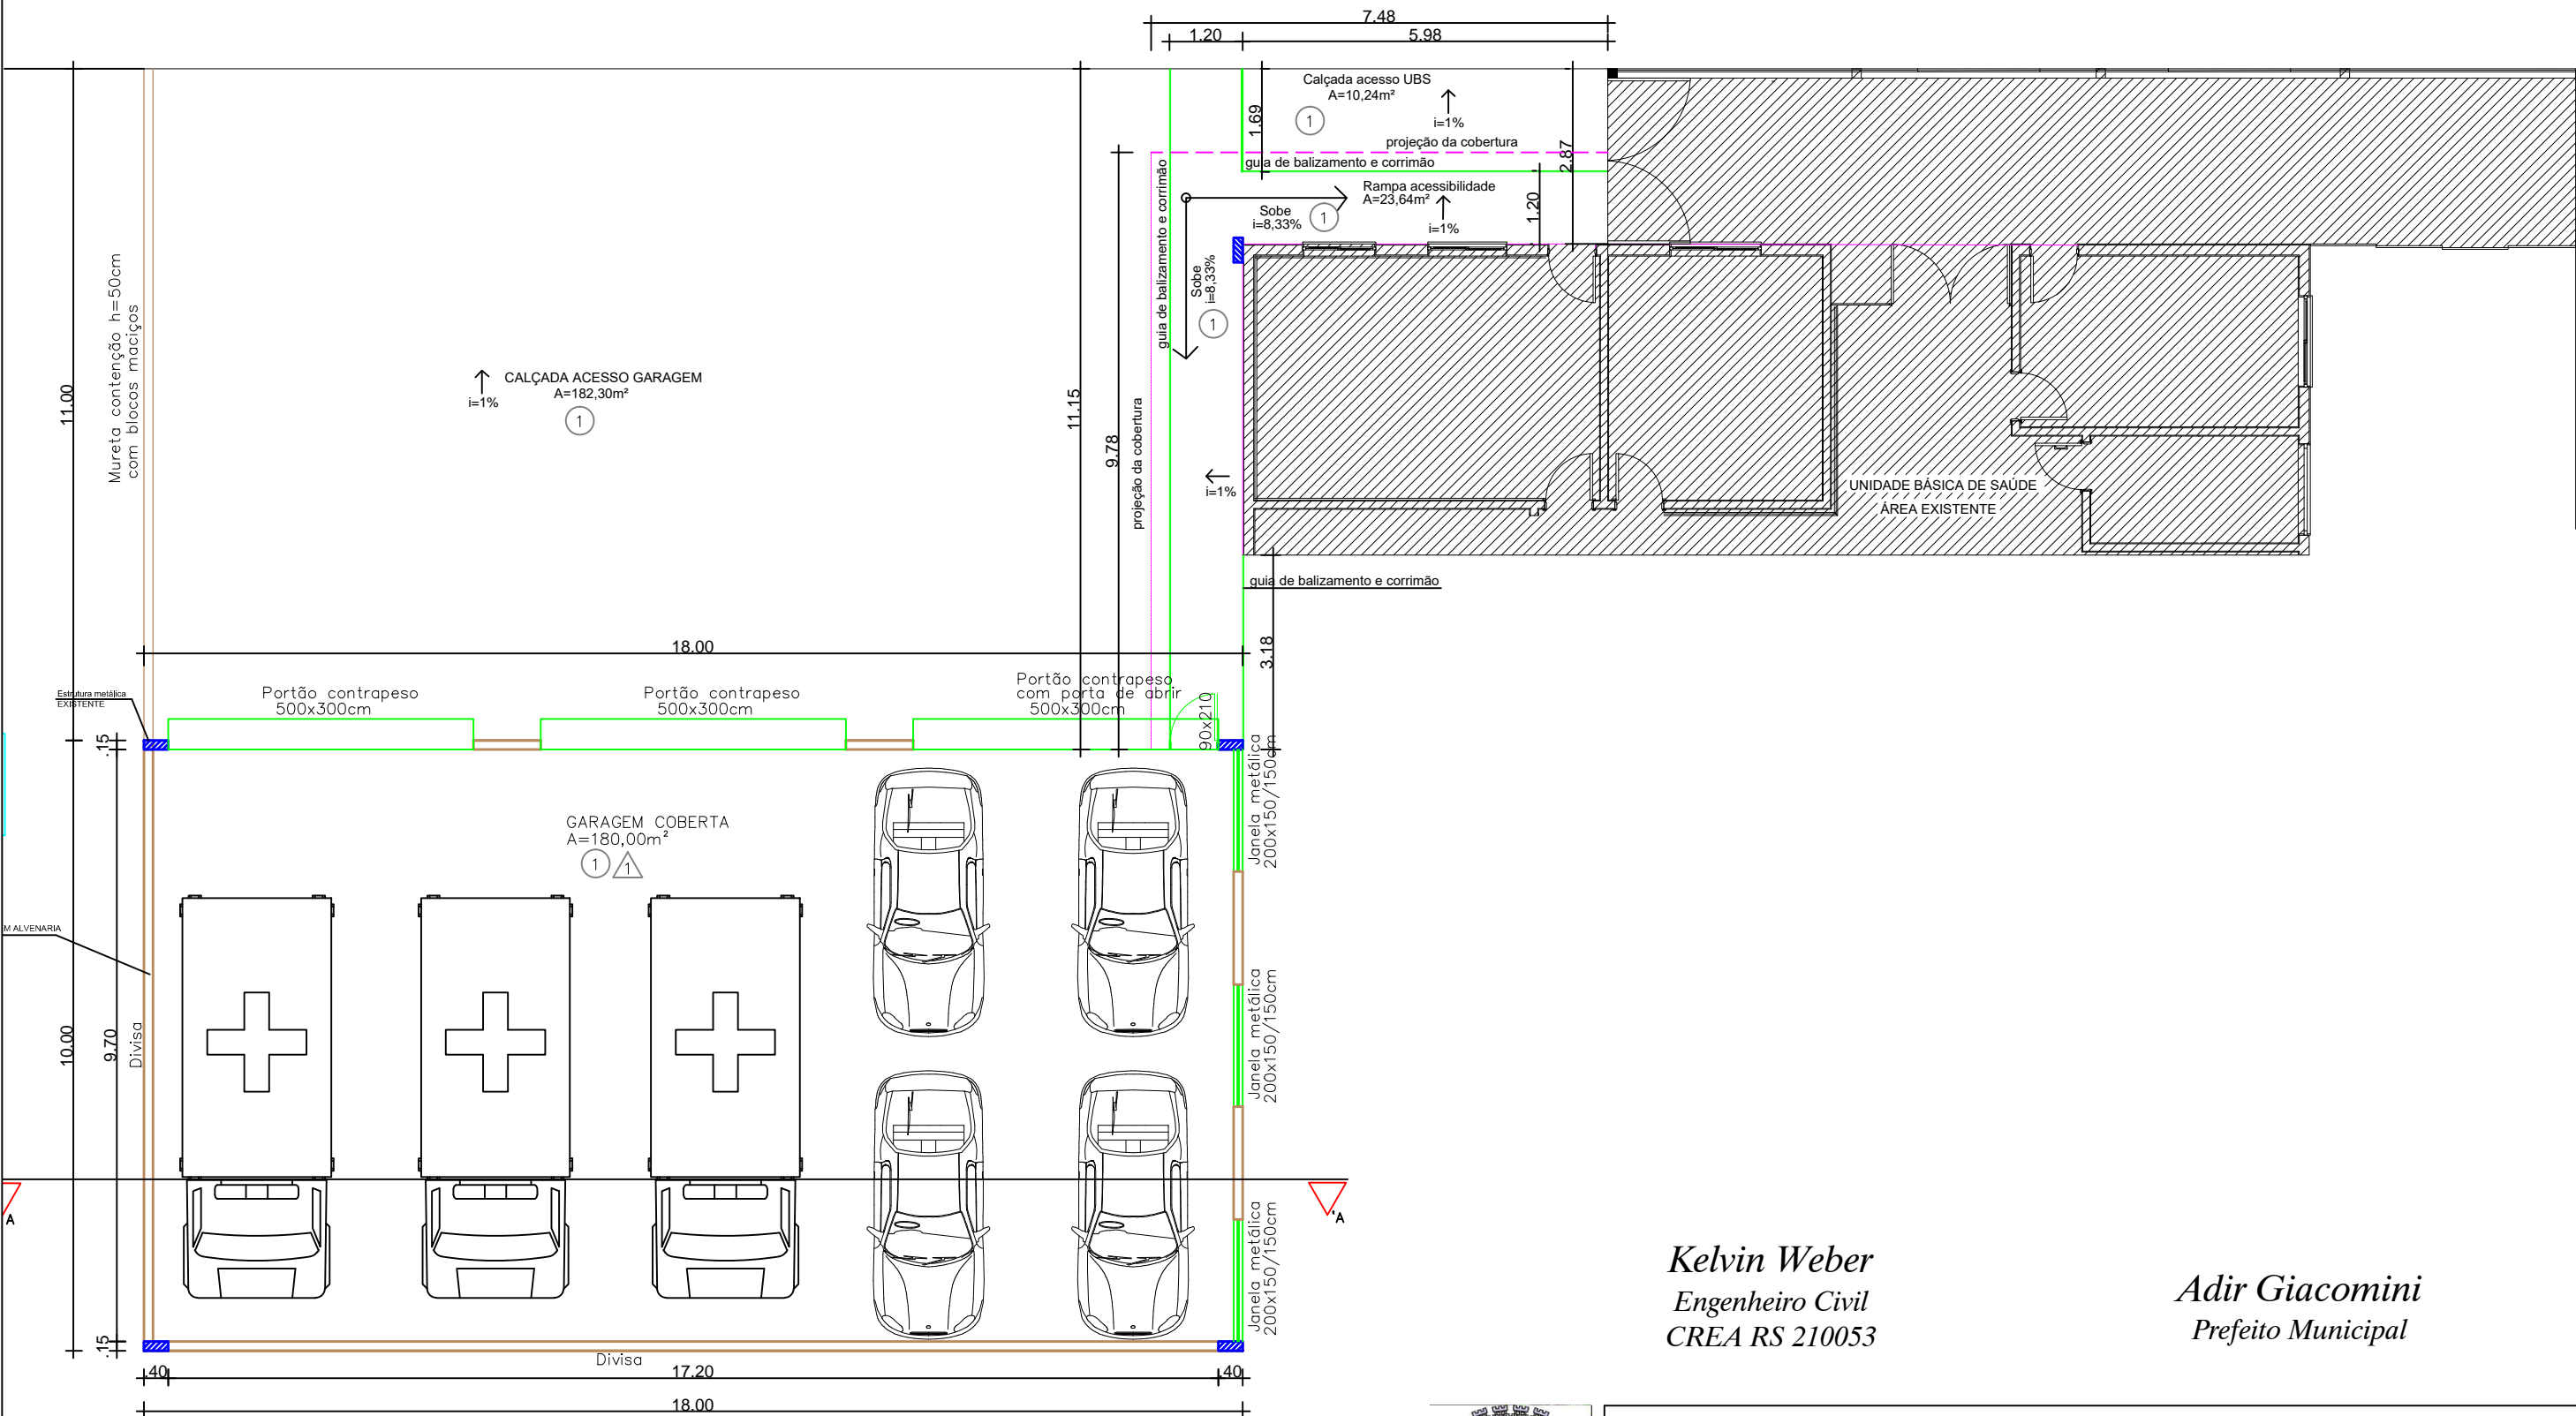 7.48
1.20
5.98
Calçada acesso UBS
A=10,24m²
1
i=1%
1.69
projeção da cobertura
guia de balizamento e corrimão
2.87
Rampa acessibilidade
A=23,64m²
Sobe
i=8,33%
1
i=1%
1.20
guia de balizamento e corrimão
Sobe
i=8,33%
1
Mureta contenção h=50cm
com blocos maciços
11.00
CALÇADA ACESSO GARAGEM
A=182,30m²
i=1%
1
11.15
9.78
projeção da cobertura
i=1%
UNIDADE BÁSICA DE SAÚDE
ÁREA EXISTENTE
guia de balizamento e corrimão
3.18
18.00
Estrutura metálica
EXISTENTE
Portão contrapeso
500x300cm
Portão contrapeso
500x300cm
Portão contrapeso
com porta de abrir
500x300cm
90x210
.15
Janela metálica
200x150/150cm
GARAGEM COBERTA
A=180,00m²
1
1
M ALVENARIA
10.00
9.70
Divisa
Janela metálica
200x150/150cm
A
'A
Janela metálica
200x150/150cm
.15
Divisa
.40
17.20
.40
18.00
Kelvin Weber
Engenheiro Civil
CREA RS 210053
Adir Giacomini
Prefeito Municipal